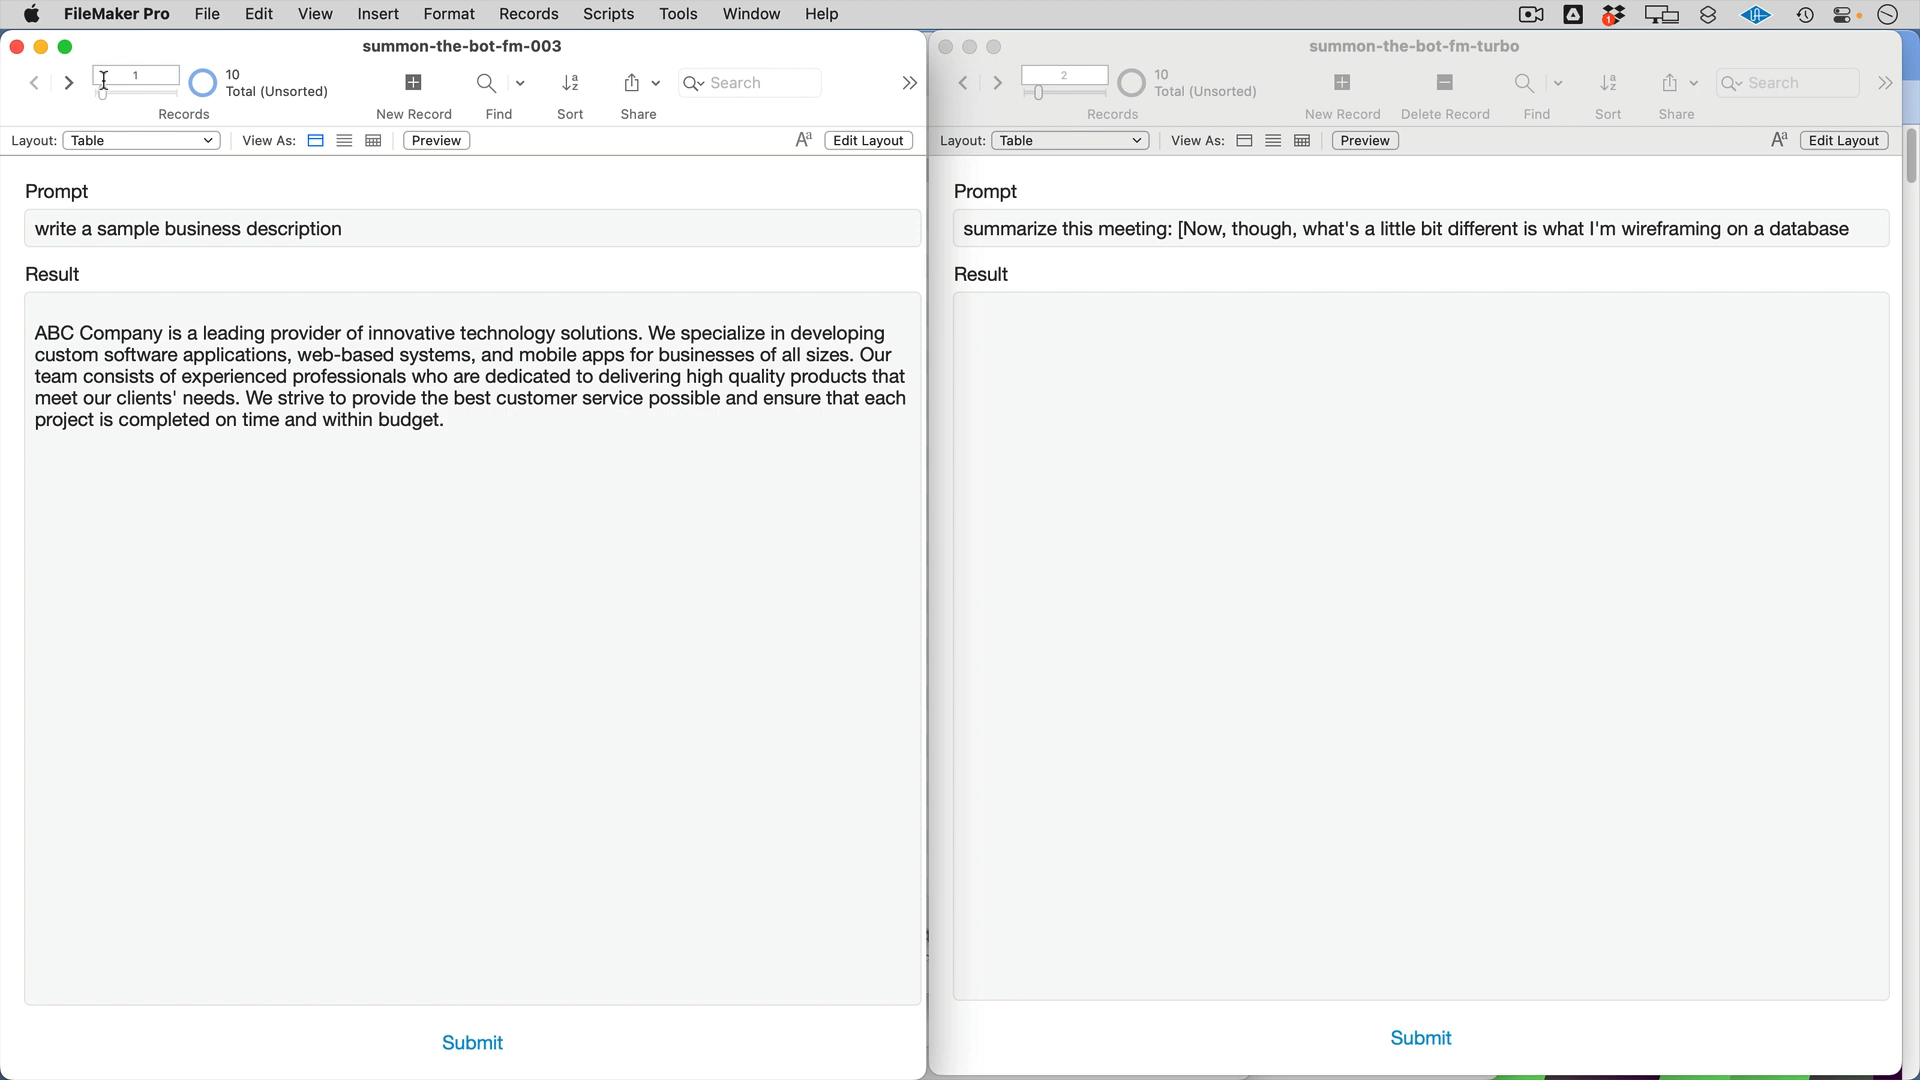 FileMaker Pro File Edit View Insert Format Records Scripts Tools Window Help
1
summon-the-bot-fm-003
1
10
Total (Unsorted)
Search
Records New Record Find Sort Share
Layout: Table View As: Preview Aa Edit Layout
Prompt
write a sample business description
Result
ABC Company is a leading provider of innovative technology solutions. We specialize in developing
custom software applications, web-based systems, and mobile apps for businesses of all sizes. Our
team consists of experienced professionals who are dedicated to delivering high quality products that
meet our clients' needs. We strive to provide the best customer service possible and ensure that each
project is completed on time and within budget.
Submit
summon-the-bot-fm-turbo
2
10
Total (Unsorted)
Search
Records New Record Delete Record Find Sort Share
Layout: Table View As: Preview Aa Edit Layout
Prompt
summarize this meeting: [Now, though, what's a little bit different is what I'm wireframing on a database
Result
Submit